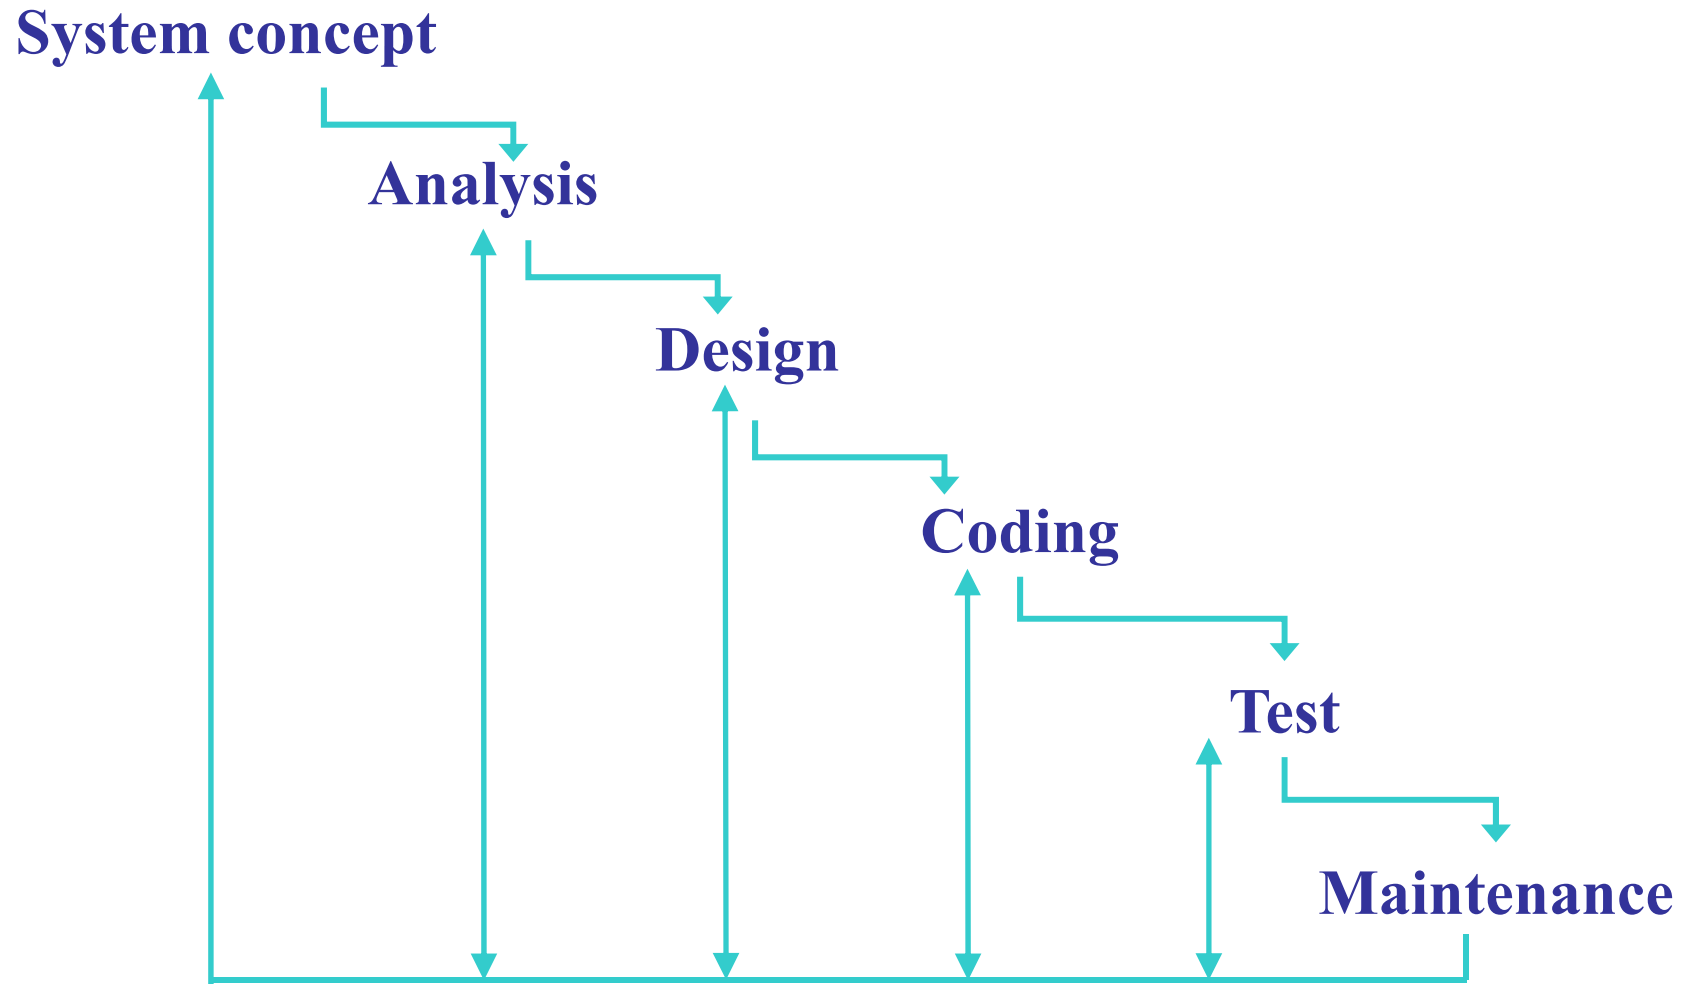 System concept
Analysis
Design
Coding
Test
Maintenance